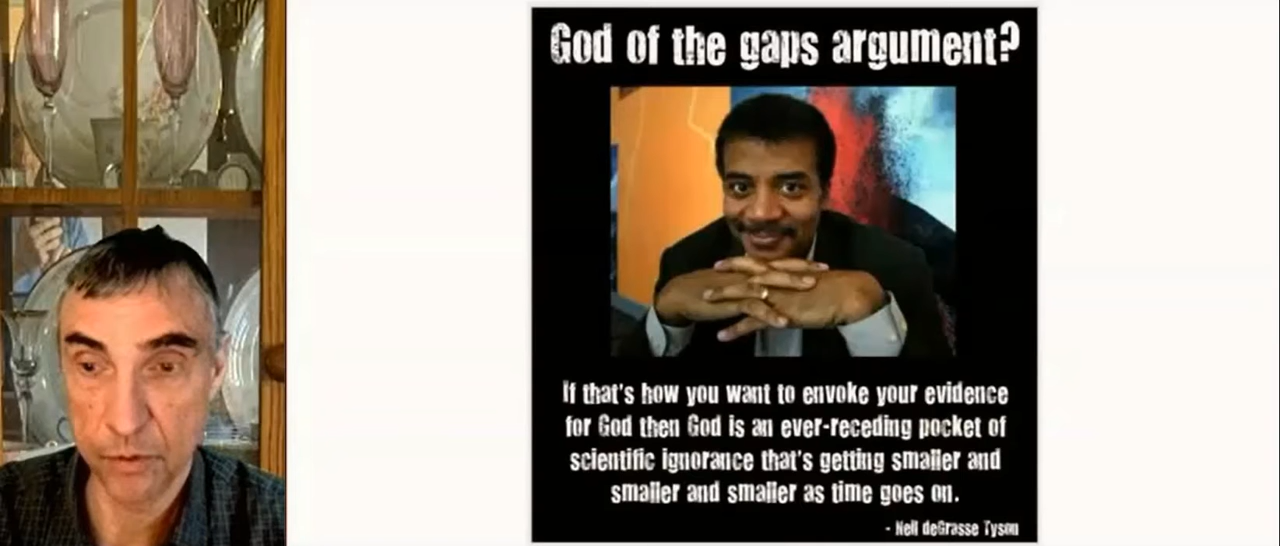 God of the gaps argument?
If that's how you want to envoke your evidence
for God then God is an ever-receding pocket of
scientific ignorance that's getting smaller and
smaller and smaller as time goes on.
- Neil deGrasse Tyson